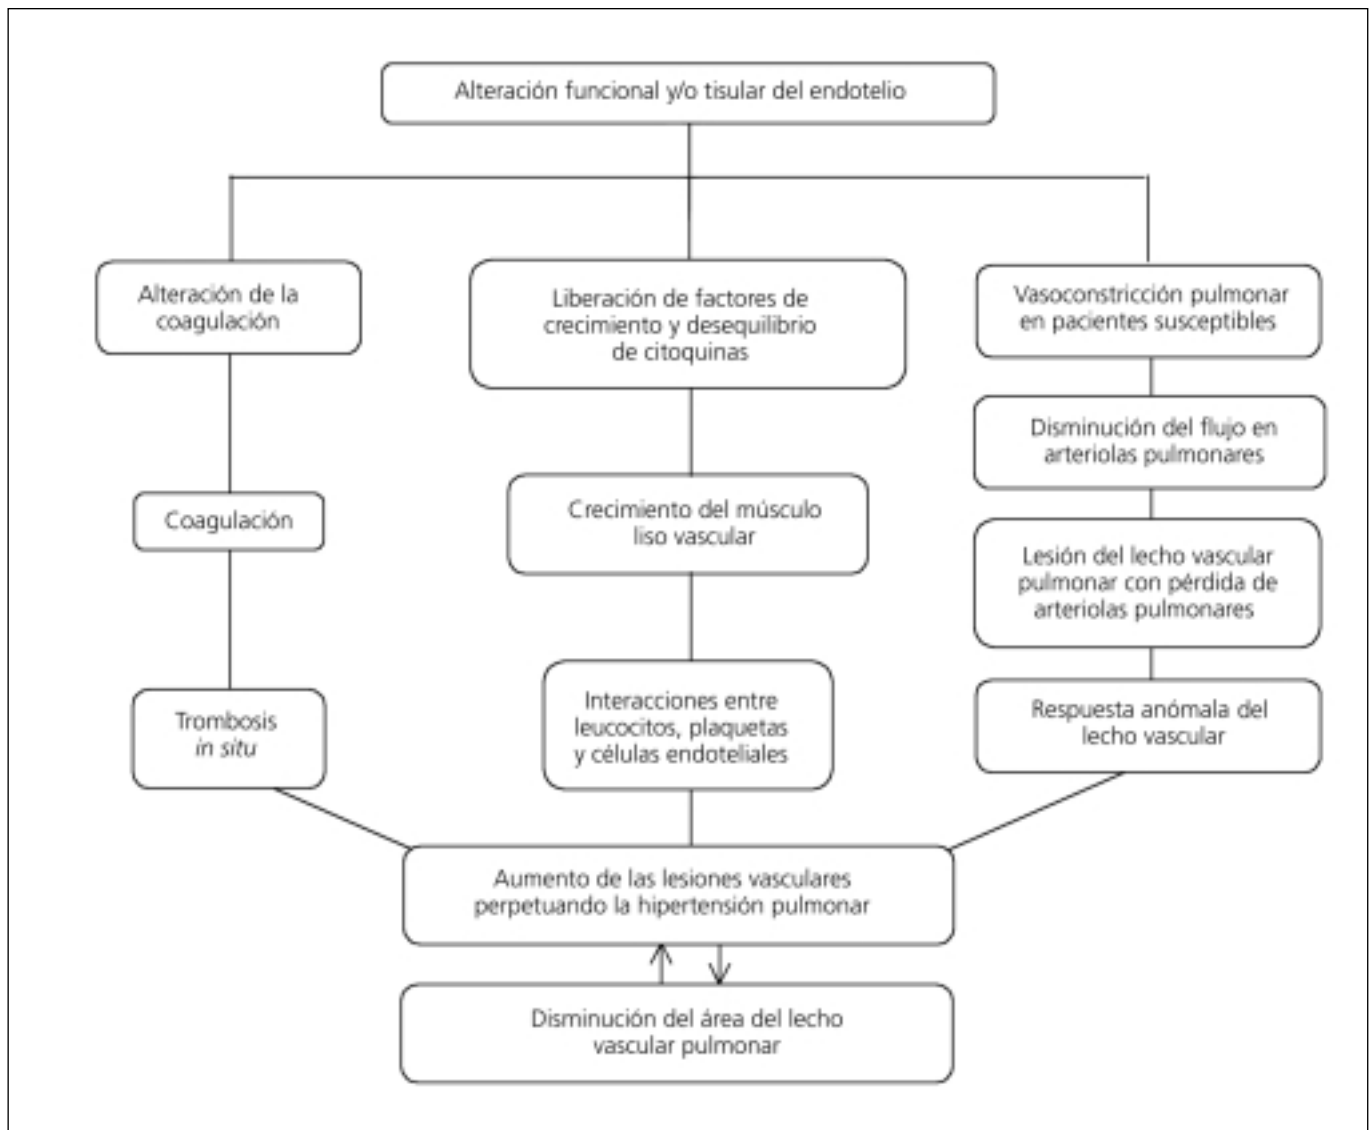 Alteración funcional y/o tisular del endotelio
Alteración de la
coagulación
Coagulación
Trombosis
in situ
Liberación de factores de
crecimiento y desequilibrio
de citoquinas
Crecimiento del músculo
liso vascular
Interacciones entre
leucocitos, plaquetas
y células endoteliales
Vasoconstricción pulmonar
en pacientes susceptibles
Disminución del flujo en
arteriolas pulmonares
Lesión del lecho vascular
pulmonar con pérdida de
arteriolas pulmonares
Respuesta anómala del
lecho vascular
Aumento de las lesiones vasculares
perpetuando la hipertensión pulmonar
Disminución del área del lecho
vascular pulmonar